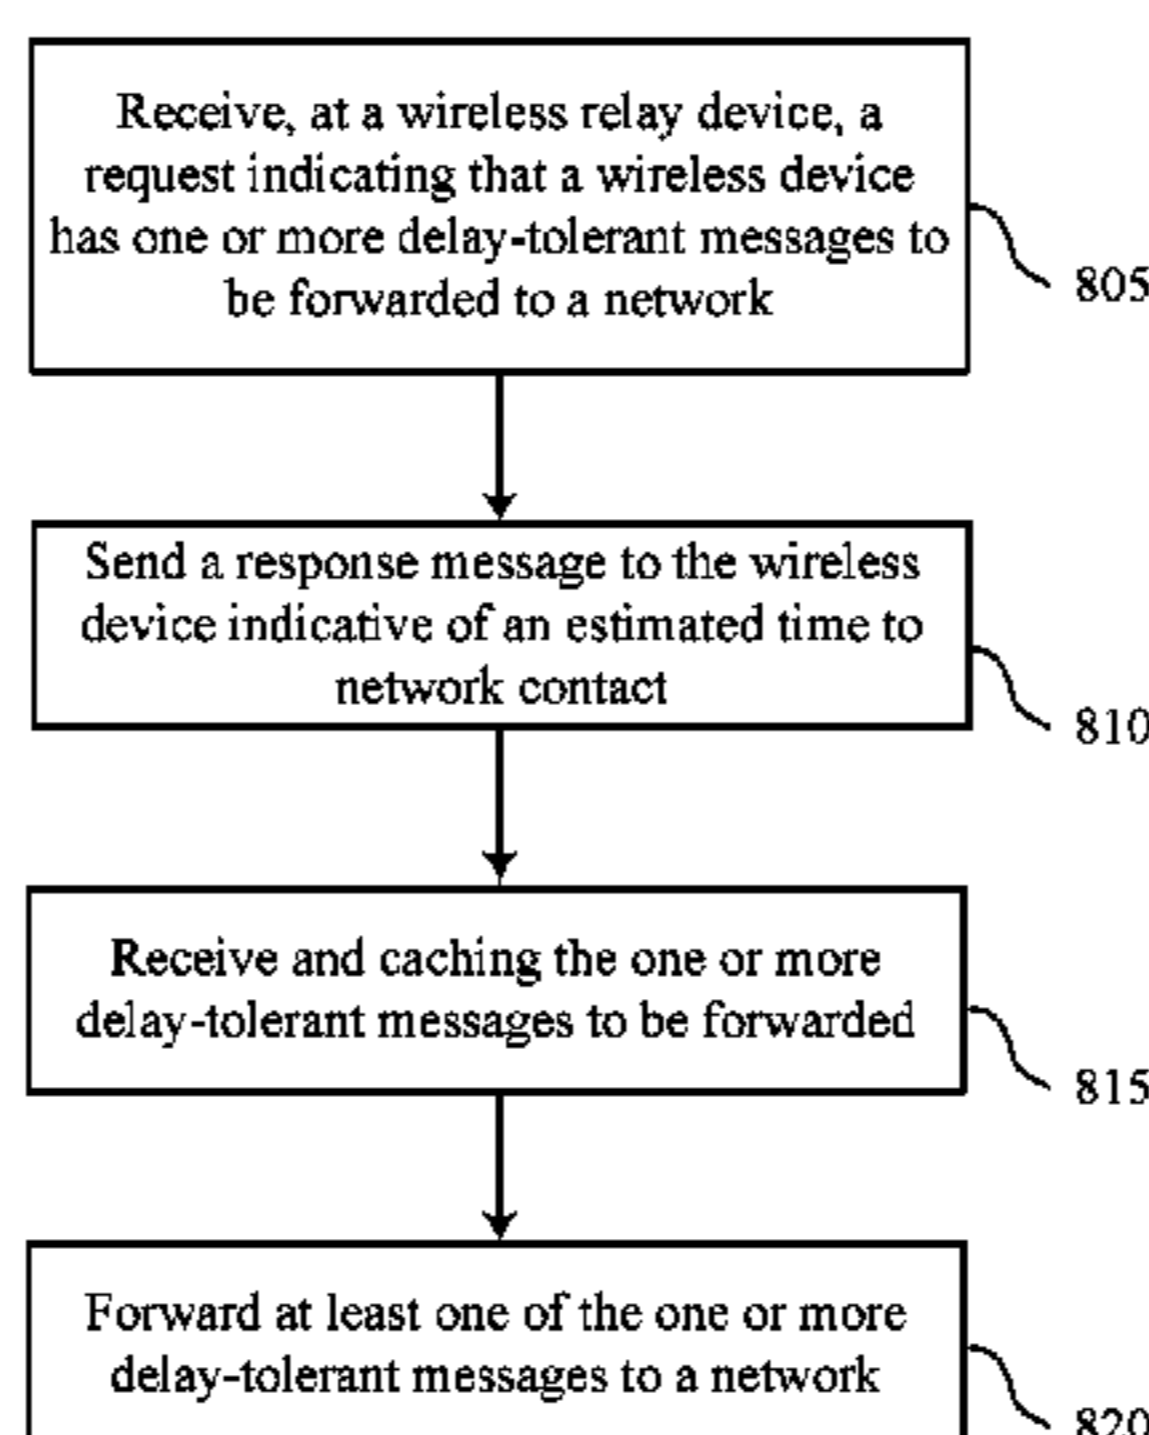 Receive, at a wireless relay device, a
request indicating that a wireless device
has one or more delay-tolerant messages to
be forwarded to a network
805
Send a response message to the wireless
device indicative of an estimated time to
network contact
810
Receive and caching the one or more
delay-tolerant messages to be forwarded
815
Forward at least one of the one or more
delay-tolerant messages to a network
820